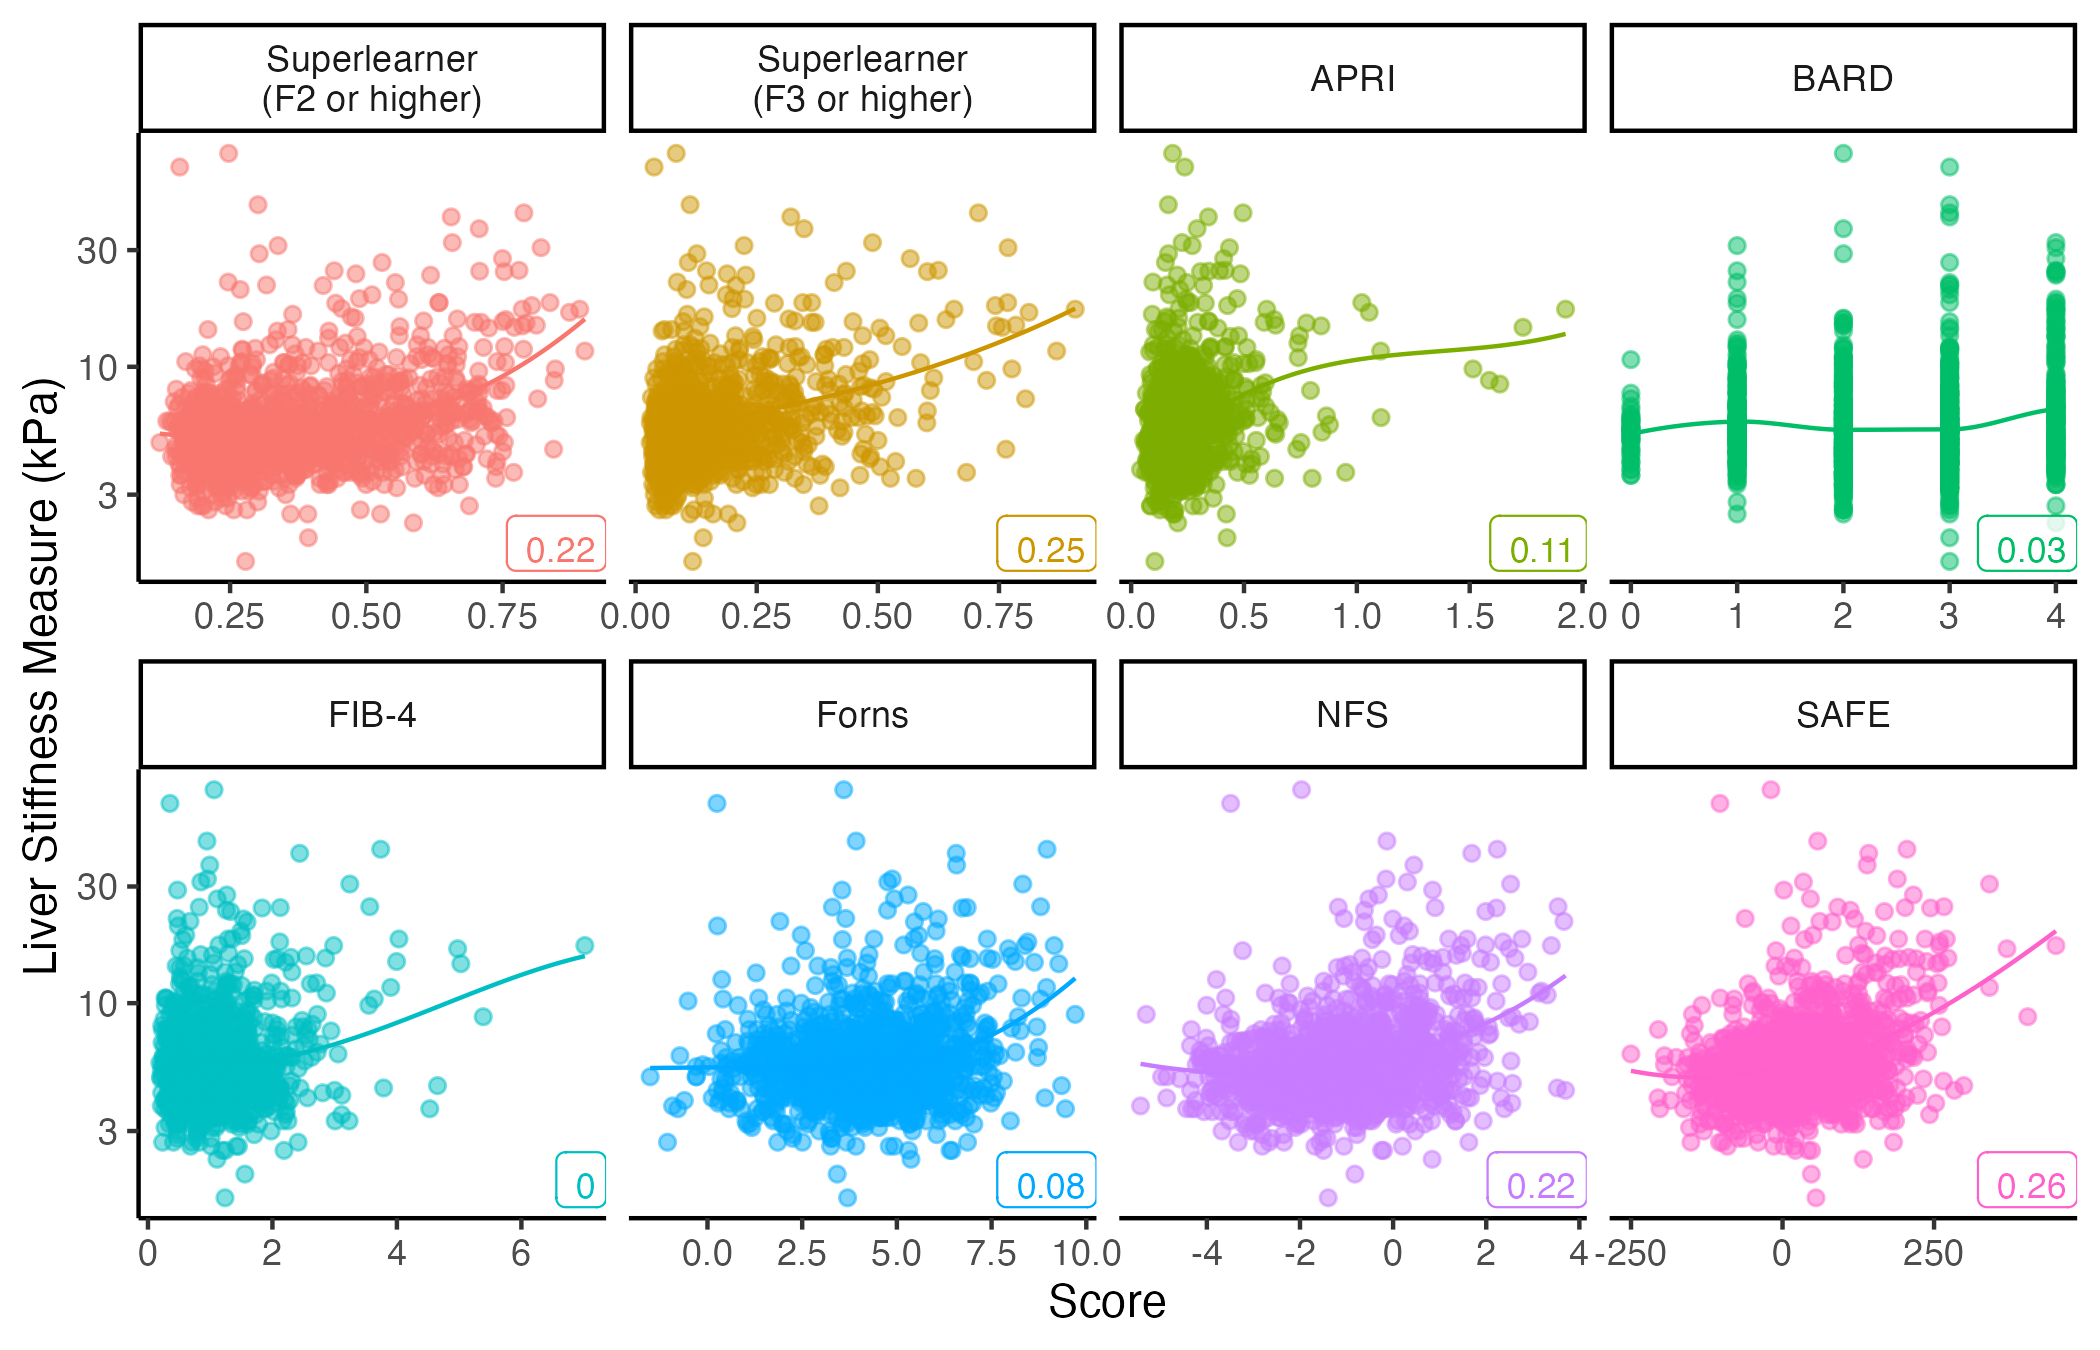 Superlearner
(F2 or higher)
Superlearner
(F3 or higher)
APRI
BARD
30
10
3
0.22
0.25
0.11
0.03
0.25 0.50 0.75
0.00 0.25 0.50 0.75
0.0 0.5 1.0 1.5 2.0
0 1 2 3 4
Liver Stiffness Measure (kPa)
FIB-4
Forns
NFS
SAFE
30
10
3
0
0.08
0.22
0.26
0 2 4 6
0.0 2.5 5.0 7.5 10.0
-4 -2 0 2 4
-250 0 250
Score